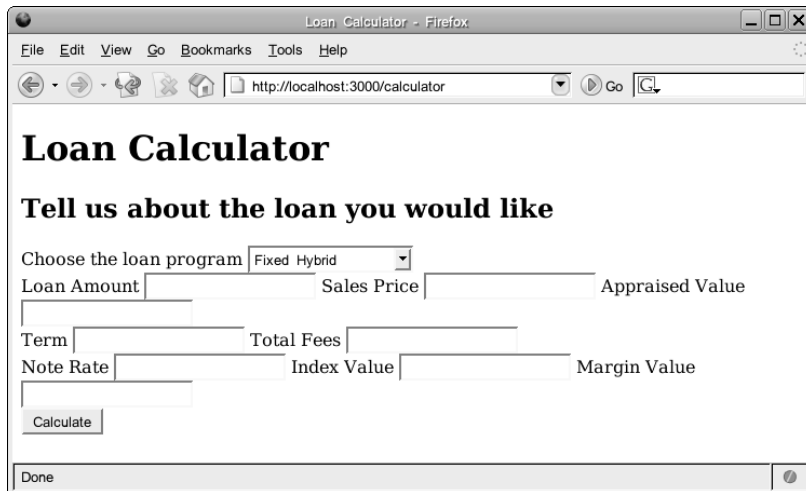 Loan Calculator - Firefox
File Edit View Go Bookmarks Tools Help
http://localhost:3000/calculator Go G
Loan Calculator
Tell us about the loan you would like
Choose the loan program Fixed Hybrid
Loan Amount Sales Price Appraised Value
Term Total Fees
Note Rate Index Value Margin Value
Calculate
Done